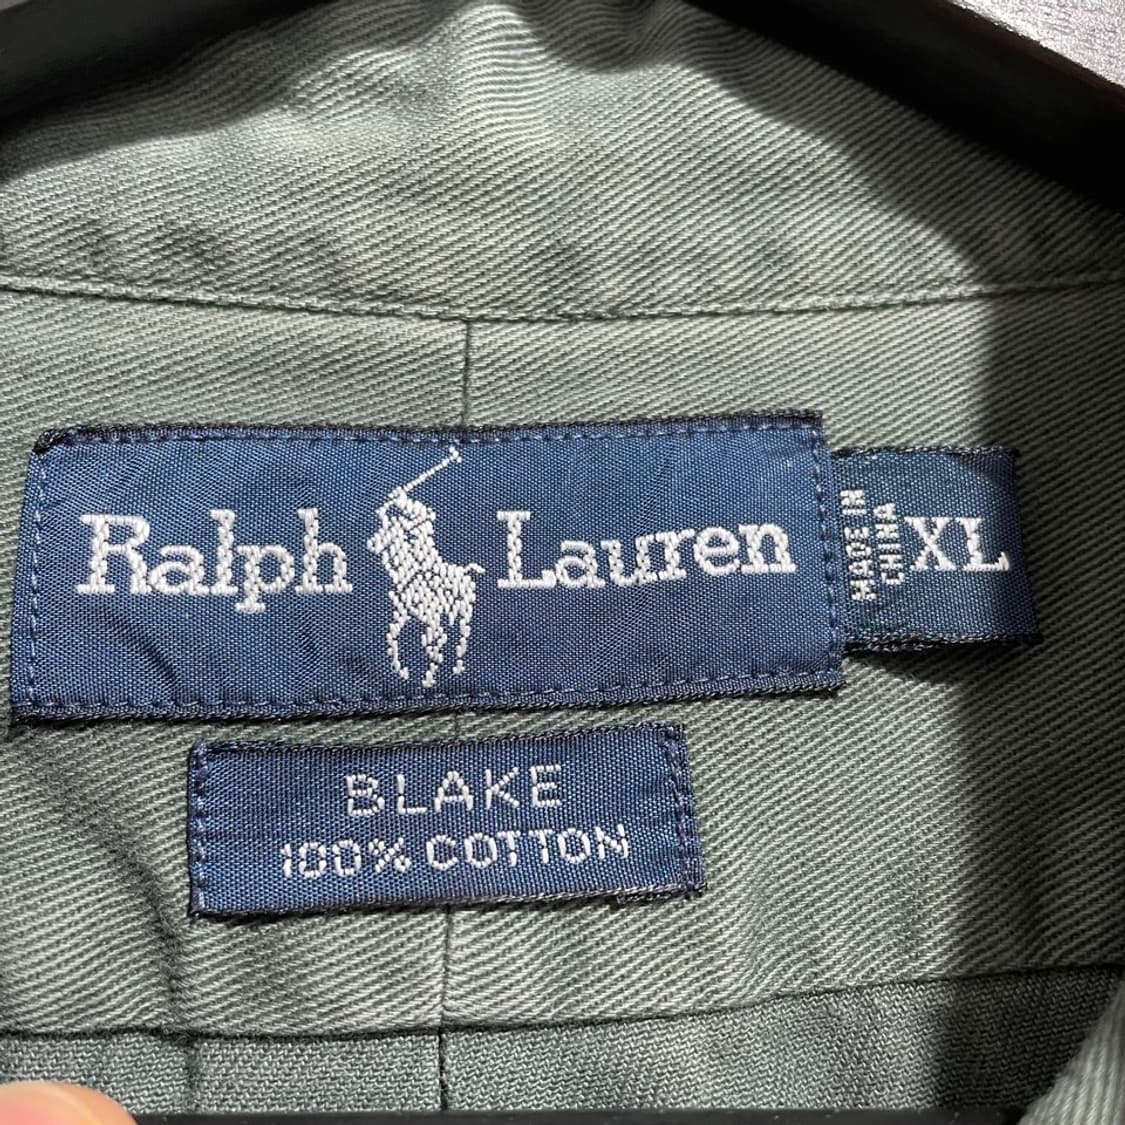 Ralph Lauren
MADE IN
CHINA
XL
BLAKE
100% COTTON